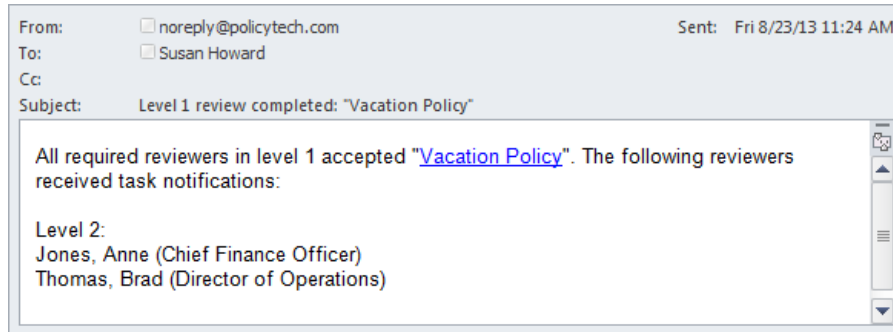 From: noreply@policytech.com Sent: Fri 8/23/13 11:24 AM
To: Susan Howard
Cc:
Subject: Level 1 review completed: "Vacation Policy"
All required reviewers in level 1 accepted "Vacation Policy". The following reviewers
received task notifications:
Level 2:
Jones, Anne (Chief Finance Officer)
Thomas, Brad (Director of Operations)